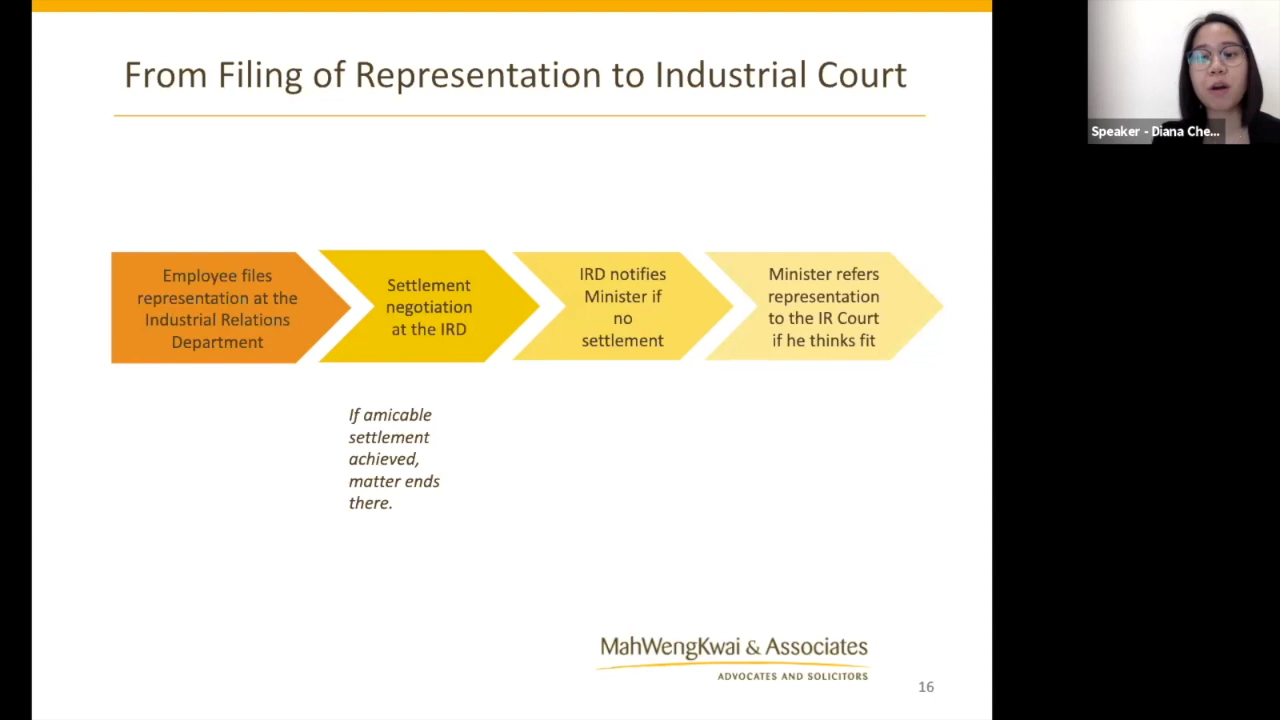 From Filing of Representation to Industrial Court
Speaker - Diana Che...
Employee files
representation at the
Industrial Relations
Department
Settlement
negotiation
at the IRD
IRD notifies
Minister if
no
settlement
Minister refers
representation
to the IR Court
if he thinks fit
If amicable
settlement
achieved,
matter ends
there.
MahWengKwai & Associates
ADVOCATES AND SOLICITORS
16